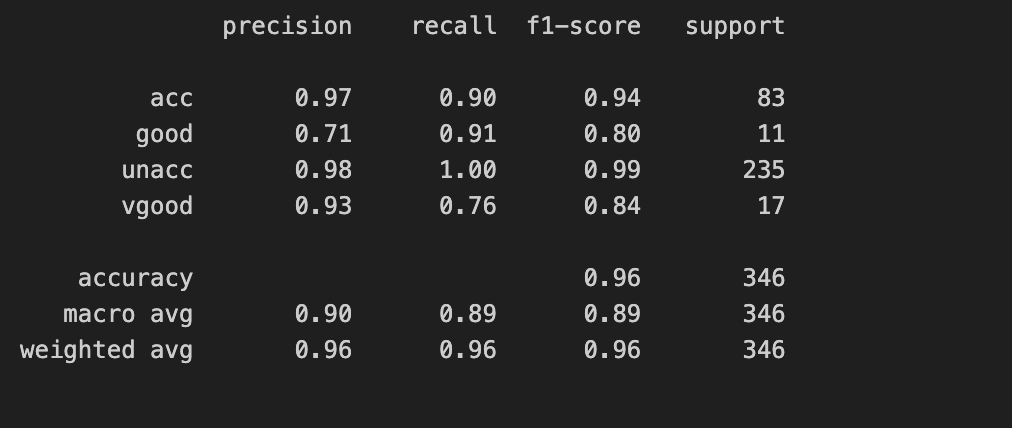 precision recall f1-score support
acc 0.97 0.90 0.94 83
good 0.71 0.91 0.80 11
unacc 0.98 1.00 0.99 235
vgood 0.93 0.76 0.84 17
accuracy 0.96 346
macro avg 0.90 0.89 0.89 346
weighted avg 0.96 0.96 0.96 346